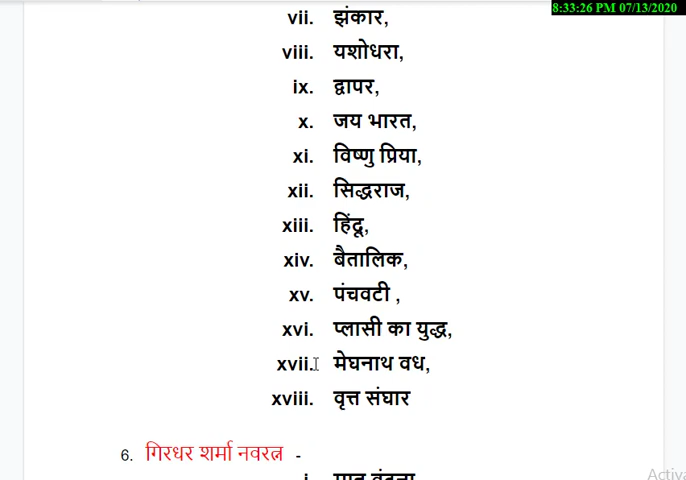 8:33:26 PM 07/13/2020
vii. झंकार,
viii. यशोधरा,
ix. द्वापर,
x. जय भारत,
xi. विष्णु प्रिया,
xii. सिद्धराज,
xiii. हिंदू,
xiv. बैतालिक,
xv. पंचवटी ,
xvi. प्लासी का युद्ध,
xvii. मेघनाथ वध,
xviii. वृत्त संघार
6. गिरधर शर्मा नवरत्न -